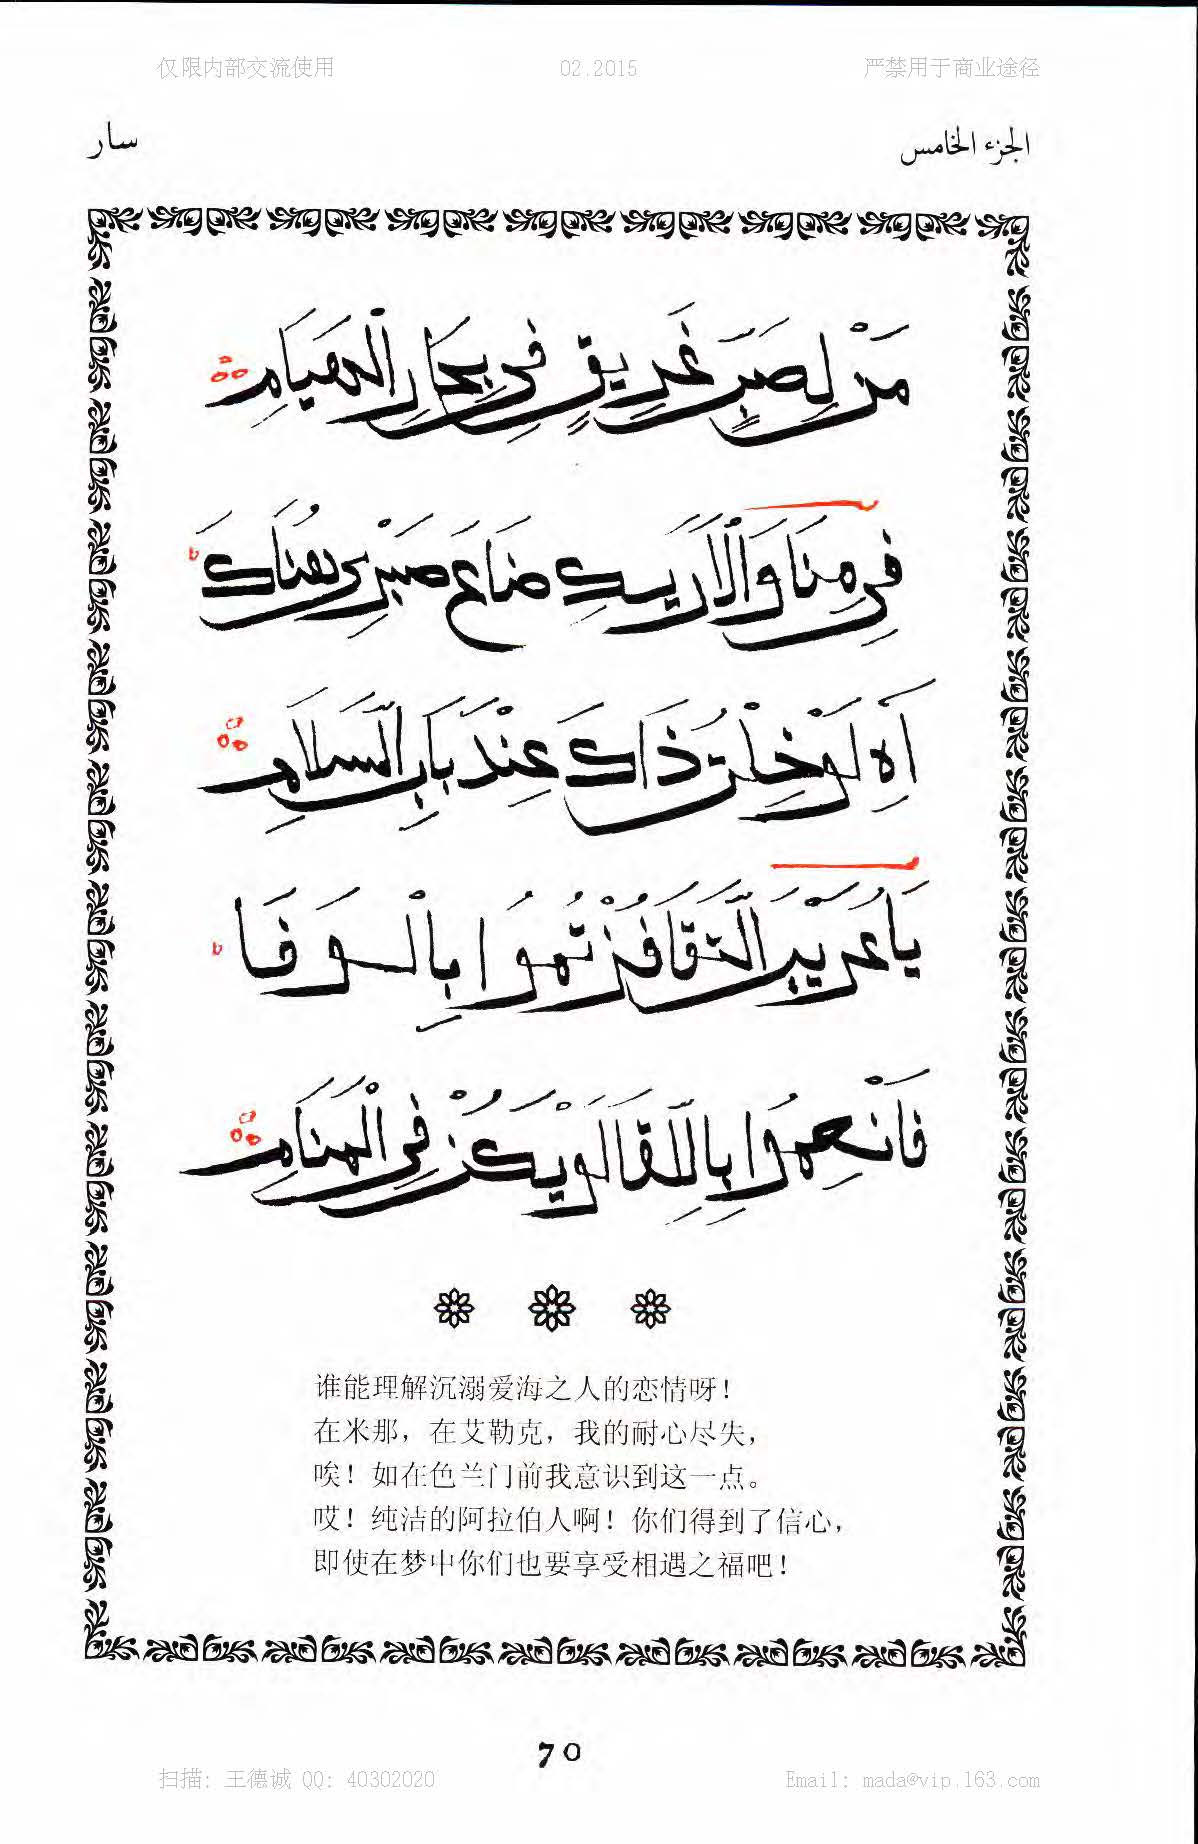 仅限内部交流使用 02.2015 严禁用于商业途径
الجزء الخامس سار
مَنْ لِصَبٍّ غَرِيقٍ فِي بِحَارِ الْهَيَامِ
فِي مِنَا وَالْأَرَيكِ ضَاعَ صَبْرِي هُنَاكَ
آهِ لَوْ خِلْتُ ذَاكَ عِنْدَ بَابِ السَّلَامِ
يَا عُرَيْبَ النَّقَا فُزْتُمُوا بِالْوَفَا
فَانْعِمُوا بِاللِّقَا لَوْ يَكُنْ فِي الْمَنَامِ
谁能理解沉溺爱海之人的恋情呀！
在米那，在艾勒克，我的耐心尽失，
唉！如在色兰门前我意识到这一点。
哎！纯洁的阿拉伯人啊！你们得到了信心，
即使在梦中你们也要享受相遇之福吧！
70
扫描: 王德诚 QQ: 40302020 Email: mada@vip.163.com